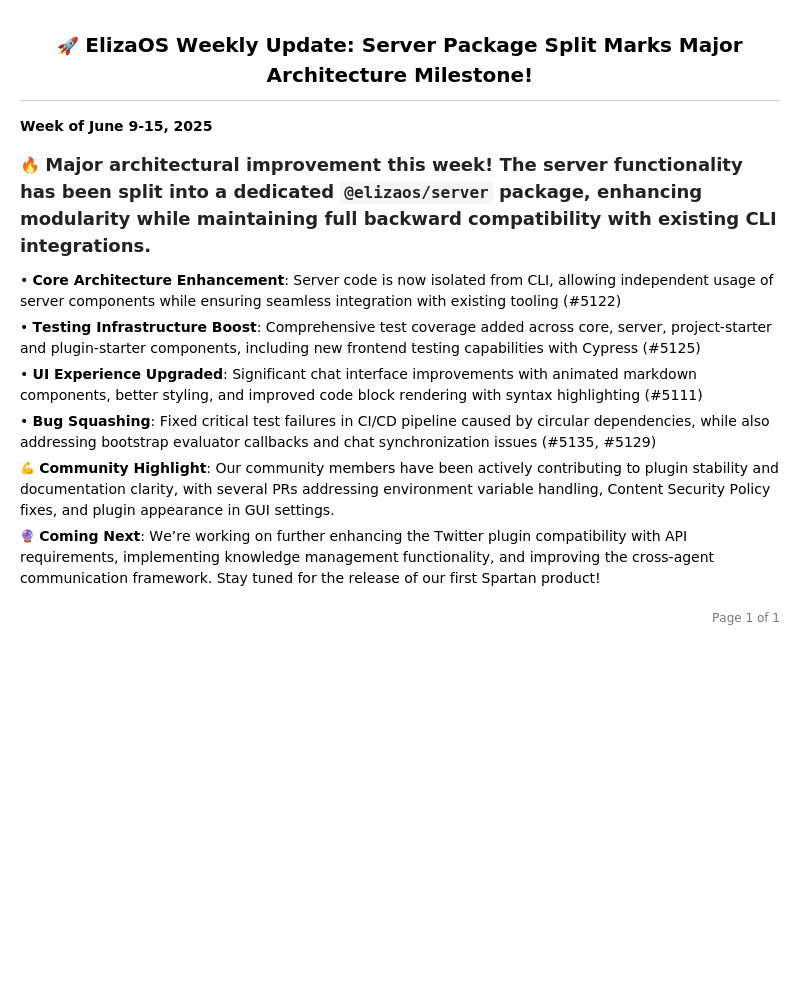 🚀 ElizaOS Weekly Update: Server Package Split Marks Major
Architecture Milestone!
Week of June 9-15, 2025
🔥 Major architectural improvement this week! The server functionality
has been split into a dedicated @elizaos/server package, enhancing
modularity while maintaining full backward compatibility with existing CLI
integrations.
• Core Architecture Enhancement: Server code is now isolated from CLI, allowing independent usage of
server components while ensuring seamless integration with existing tooling (#5122)
• Testing Infrastructure Boost: Comprehensive test coverage added across core, server, project-starter
and plugin-starter components, including new frontend testing capabilities with Cypress (#5125)
• UI Experience Upgraded: Significant chat interface improvements with animated markdown
components, better styling, and improved code block rendering with syntax highlighting (#5111)
• Bug Squashing: Fixed critical test failures in CI/CD pipeline caused by circular dependencies, while also
addressing bootstrap evaluator callbacks and chat synchronization issues (#5135, #5129)
💪 Community Highlight: Our community members have been actively contributing to plugin stability and
documentation clarity, with several PRs addressing environment variable handling, Content Security Policy
fixes, and plugin appearance in GUI settings.
🔮 Coming Next: We’re working on further enhancing the Twitter plugin compatibility with API
requirements, implementing knowledge management functionality, and improving the cross-agent
communication framework. Stay tuned for the release of our first Spartan product!
Page 1 of 1